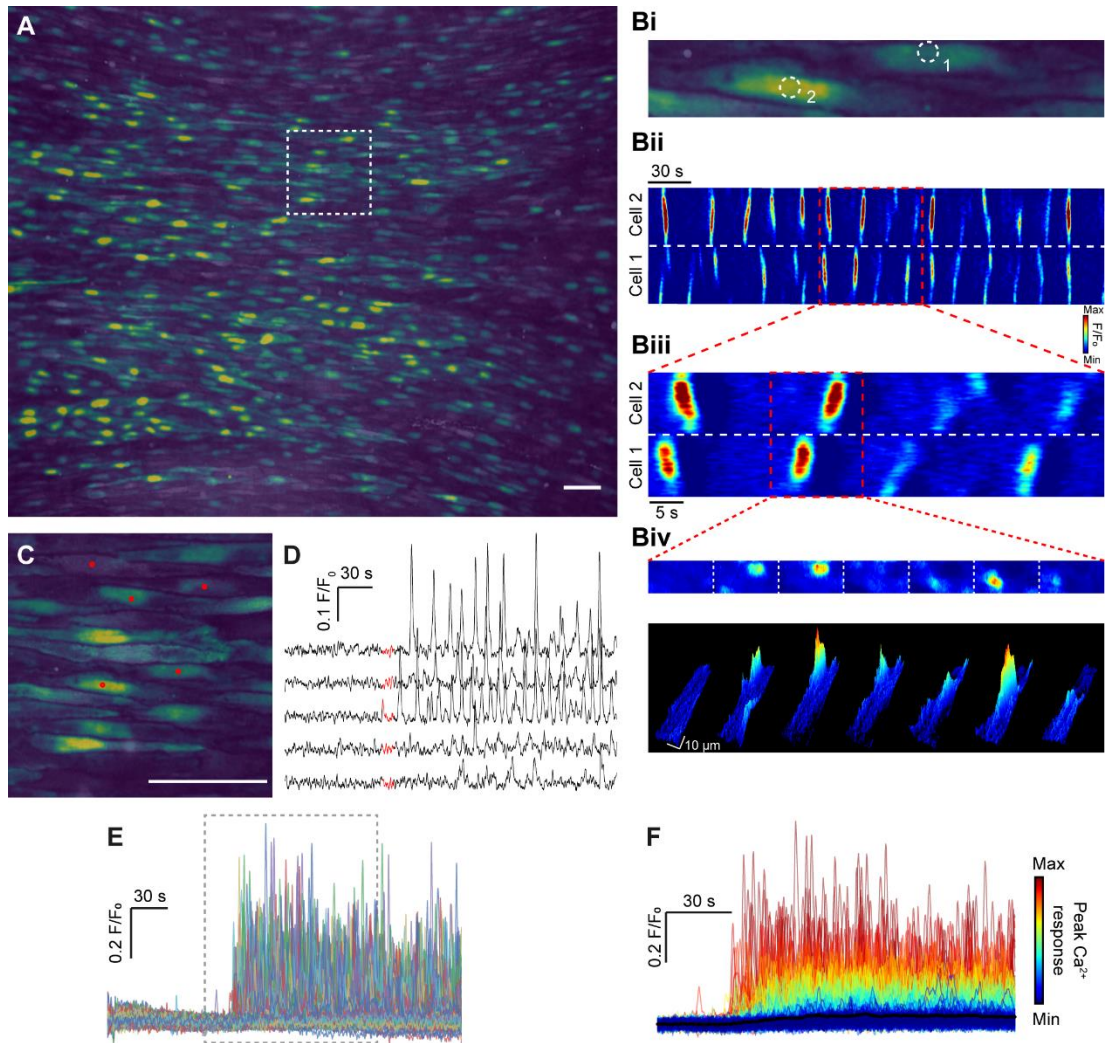 A
Bi
1
2
Bii
30 s
Cell 2
Cell 1
Max
F/F₀
Min
Biii
Cell 2
Cell 1
5 s
Biv
10 µm
C
D
30 s
0.1 F/F₀
E
30 s
0.2 F/F₀
F
30 s
0.2 F/F₀
Max
Peak Ca²⁺
response
Min